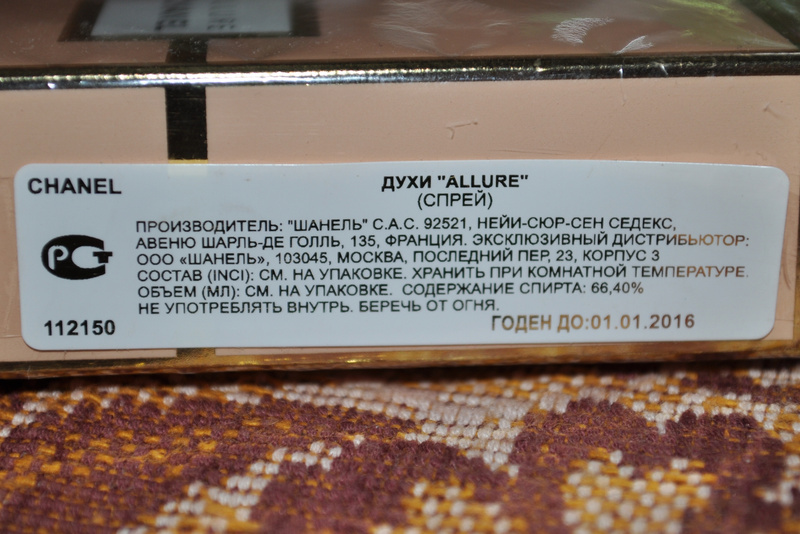 CHANEL
ДУХИ "ALLURE"
(СПРЕЙ)
ПРОИЗВОДИТЕЛЬ: "ШАНЕЛЬ" С.А.С. 92521, НЕЙИ-СЮР-СЕН СЕДЕКС,
АВЕНЮ ШАРЛЬ-ДЕ ГОЛЛЬ, 135, ФРАНЦИЯ. ЭКСКЛЮЗИВНЫЙ ДИСТРИБЬЮТОР:
ООО «ШАНЕЛЬ», 103045, МОСКВА, ПОСЛЕДНИЙ ПЕР, 23, КОРПУС 3
СОСТАВ (INCI): СМ. НА УПАКОВКЕ. ХРАНИТЬ ПРИ КОМНАТНОЙ ТЕМПЕРАТУРЕ.
ОБЪЕМ (МЛ): СМ. НА УПАКОВКЕ. СОДЕРЖАНИЕ СПИРТА: 66,40%
НЕ УПОТРЕБЛЯТЬ ВНУТРЬ. БЕРЕЧЬ ОТ ОГНЯ.
РСТ
112150
ГОДЕН ДО:01.01.2016